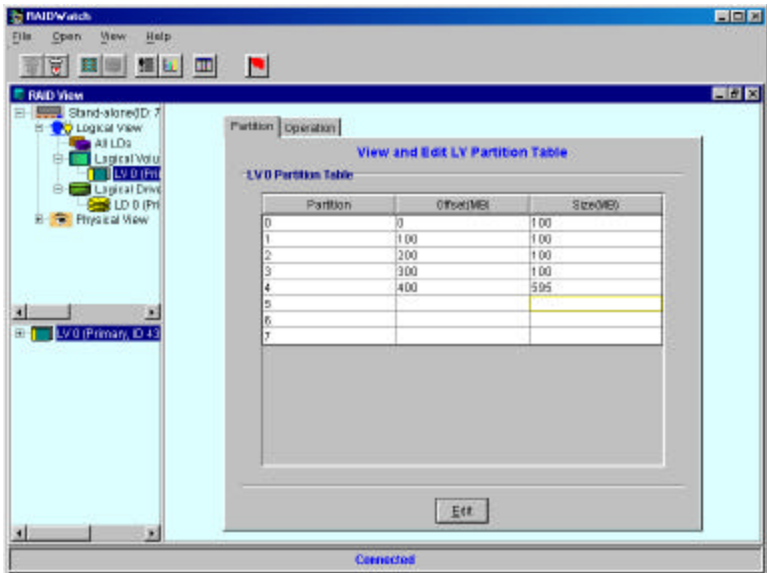 RAIDWatch
File Open View Help
RAID View
Stand-alone(ID: 7
Logical View
All LDs
Logical Volu
LV 0 (Pri
Logical Drive
LD 0 (Pri
Physical View
LV 0 (Primary, ID 43
Partition Operation
View and Edit LV Partition Table
LV 0 Partition Table
Partition Offset(MB) Size(MB)
0 0 100
1 100 100
2 200 100
3 300 100
4 400 595
5
6
7
Edit
Connected